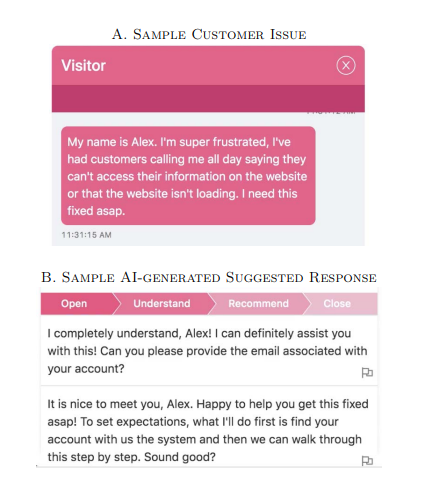 A. Sample Customer Issue
Visitor
My name is Alex. I'm super frustrated, I've
had customers calling me all day saying they
can't access their information on the website
or that the website isn't loading. I need this
fixed asap.
11:31:15 AM
B. Sample AI-generated Suggested Response
Open Understand Recommend Close
I completely understand, Alex! I can definitely assist you
with this! Can you please provide the email associated with
your account?
It is nice to meet you, Alex. Happy to help you get this fixed
asap! To set expectations, what I'll do first is find your
account with us the system and then we can walk through
this step by step. Sound good?